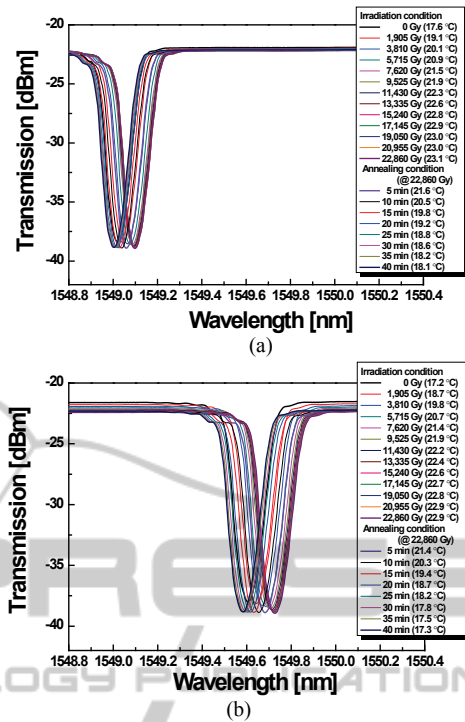 -20
-25
-30
-35
-40
Transmission [dBm]
(a)
Irradiation condition
0 Gy (17.6 °C)
1,905 Gy (19.1 °C)
3,810 Gy (20.1 °C)
5,715 Gy (20.9 °C)
7,620 Gy (21.5 °C)
9,525 Gy (21.9 °C)
11,430 Gy (22.3 °C)
13,335 Gy (22.6 °C)
15,240 Gy (22.8 °C)
17,145 Gy (22.9 °C)
19,050 Gy (23.0 °C)
20,955 Gy (23.0 °C)
22,860 Gy (23.1 °C)
Annealing condition
(@ 22,860 Gy)
5 min (21.6 °C)
10 min (20.5 °C)
15 min (19.8 °C)
20 min (19.2 °C)
25 min (18.8 °C)
30 min (18.6 °C)
35 min (18.2 °C)
40 min (18.1 °C)
1548.8 1549.0 1549.2 1549.4 1549.6 1549.8 1550.0 1550.2 1550.4
Wavelength [nm]
(a)
-20
-25
-30
-35
-40
Transmission [dBm]
(b)
Irradiation condition
0 Gy (17.2 °C)
1,905 Gy (18.7 °C)
3,810 Gy (19.8 °C)
5,715 Gy (20.7 °C)
7,620 Gy (21.4 °C)
9,525 Gy (21.9 °C)
11,430 Gy (22.2 °C)
13,335 Gy (22.4 °C)
15,240 Gy (22.6 °C)
17,145 Gy (22.7 °C)
19,050 Gy (22.8 °C)
20,955 Gy (22.9 °C)
22,860 Gy (22.9 °C)
Annealing condition
(@ 22,860 Gy)
5 min (21.4 °C)
10 min (20.3 °C)
15 min (19.4 °C)
20 min (18.7 °C)
25 min (18.2 °C)
30 min (17.8 °C)
35 min (17.5 °C)
40 min (17.3 °C)
1548.8 1549.0 1549.2 1549.4 1549.6 1549.8 1550.0 1550.2 1550.4
Wavelength [nm]
(b)
PRESS
LOGY PUBLICATIONS